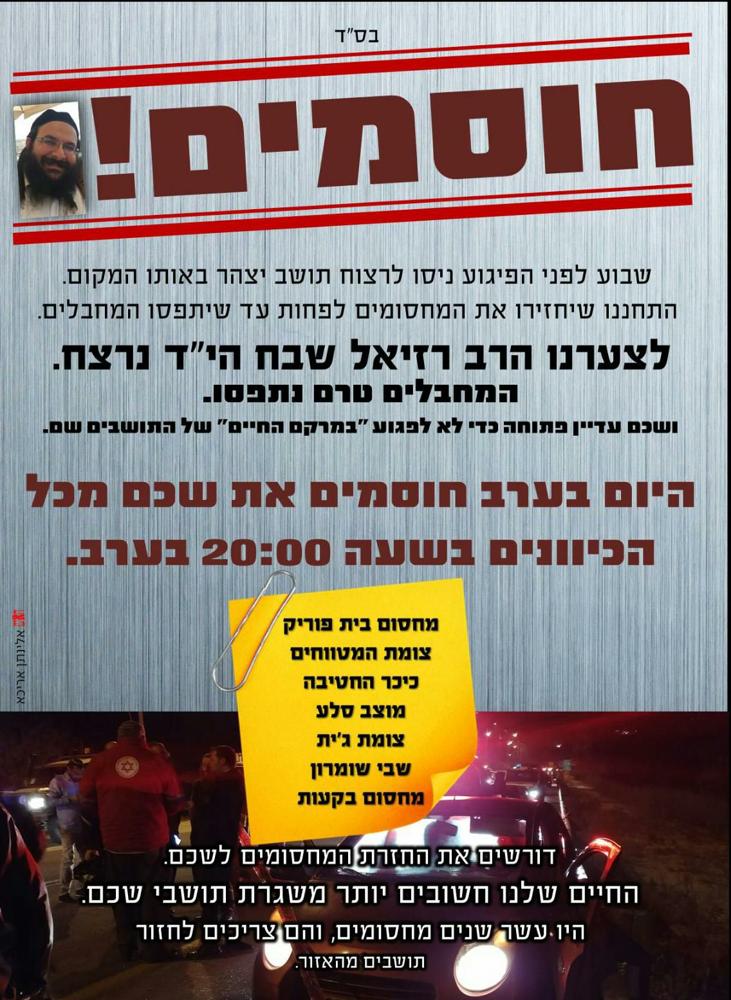 בס"ד
חוסמים!
שבוע לפני הפיגוע ניסו לרצוח תושב יצהר באותו המקום.
התחננו שיחזירו את המחסומים לפחות עד שיתפסו המחבלים.
לצערנו הרב רזיאל שבח הי"ד נרצח.
המחבלים טרם נתפסו.
ושכם עדיין פתוחה כדי לא לפגוע "במרקם החיים" של התושבים שם.
היום בערב חוסמים את שכם מכל
הכיוונים בשעה 20:00 בערב.
מחסום בית פוריק
צומת המטווחים
כיכר החטיבה
מוצב סלע
צומת ג'ית
שבי שומרון
מחסום בקעות
דורשים את החזרת המחסומים לשכם.
החיים שלנו חשובים יותר משגרת תושבי שכם.
היו עשר שנים מחסומים, והם צריכים לחזור
תושבים מהאזור.
אלינתן אריכא